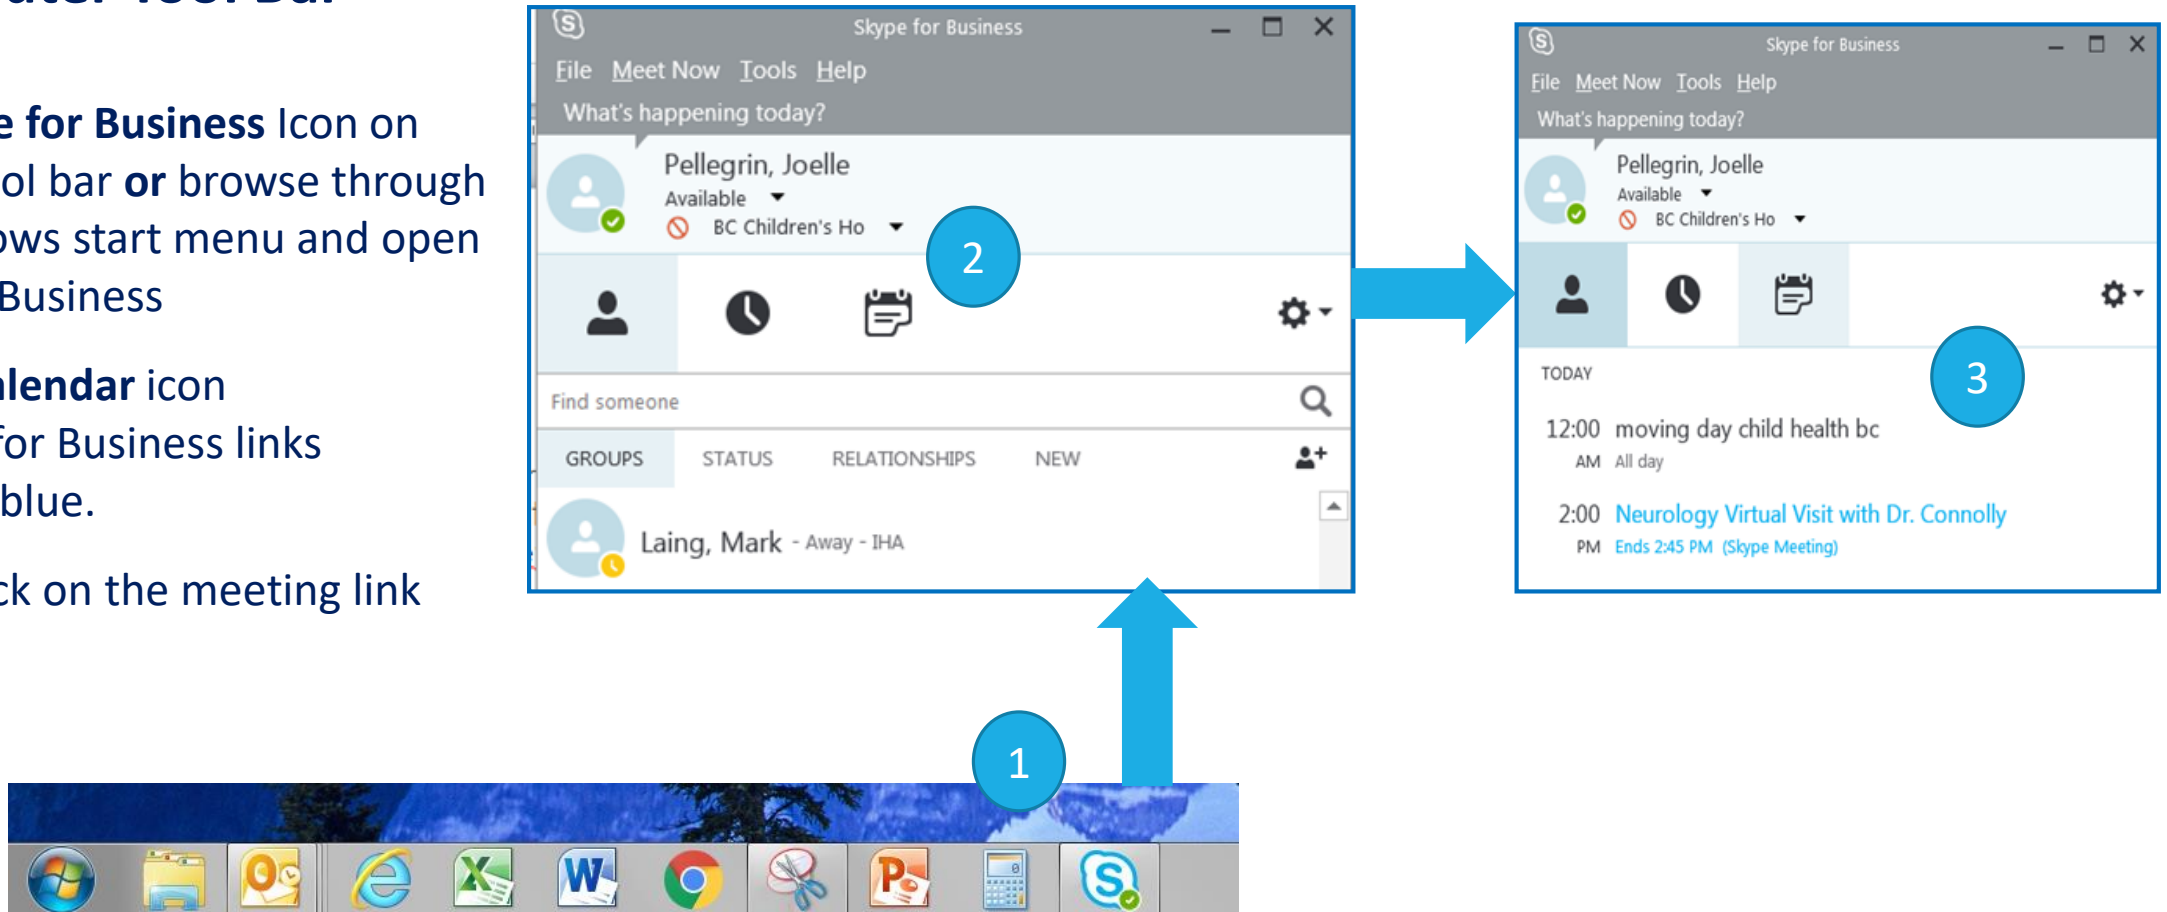 Tool Bar
e for Business Icon on
ol bar or browse through
ows start menu and open
Business
alendar icon
for Business links
blue.
ck on the meeting link
Skype for Business
File Meet Now Tools Help
What's happening today?
Pellegrin, Joelle
Available
BC Children's Ho
2
Find someone
GROUPS STATUS RELATIONSHIPS NEW
Laing, Mark - Away - IHA
Skype for Business
File Meet Now Tools Help
What's happening today?
Pellegrin, Joelle
Available
BC Children's Ho
3
TODAY
12:00 moving day child health bc
AM All day
2:00 Neurology Virtual Visit with Dr. Connolly
PM Ends 2:45 PM (Skype Meeting)
1